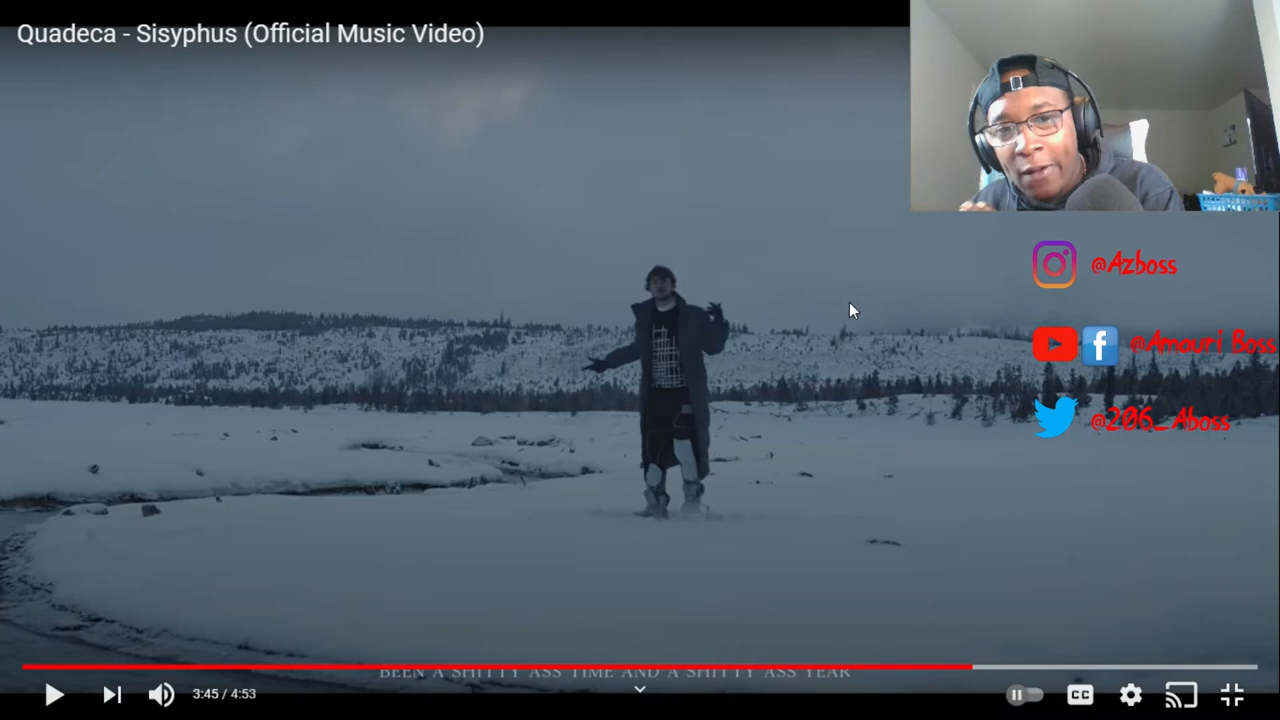 Quadeca - Sisyphus (Official Music Video)
@Azboss
@Amouri Boss
@206_Aboss
BEEN A SHITTY ASS TIME AND A SHITTY ASS YEAR
3:45 / 4:53
CC